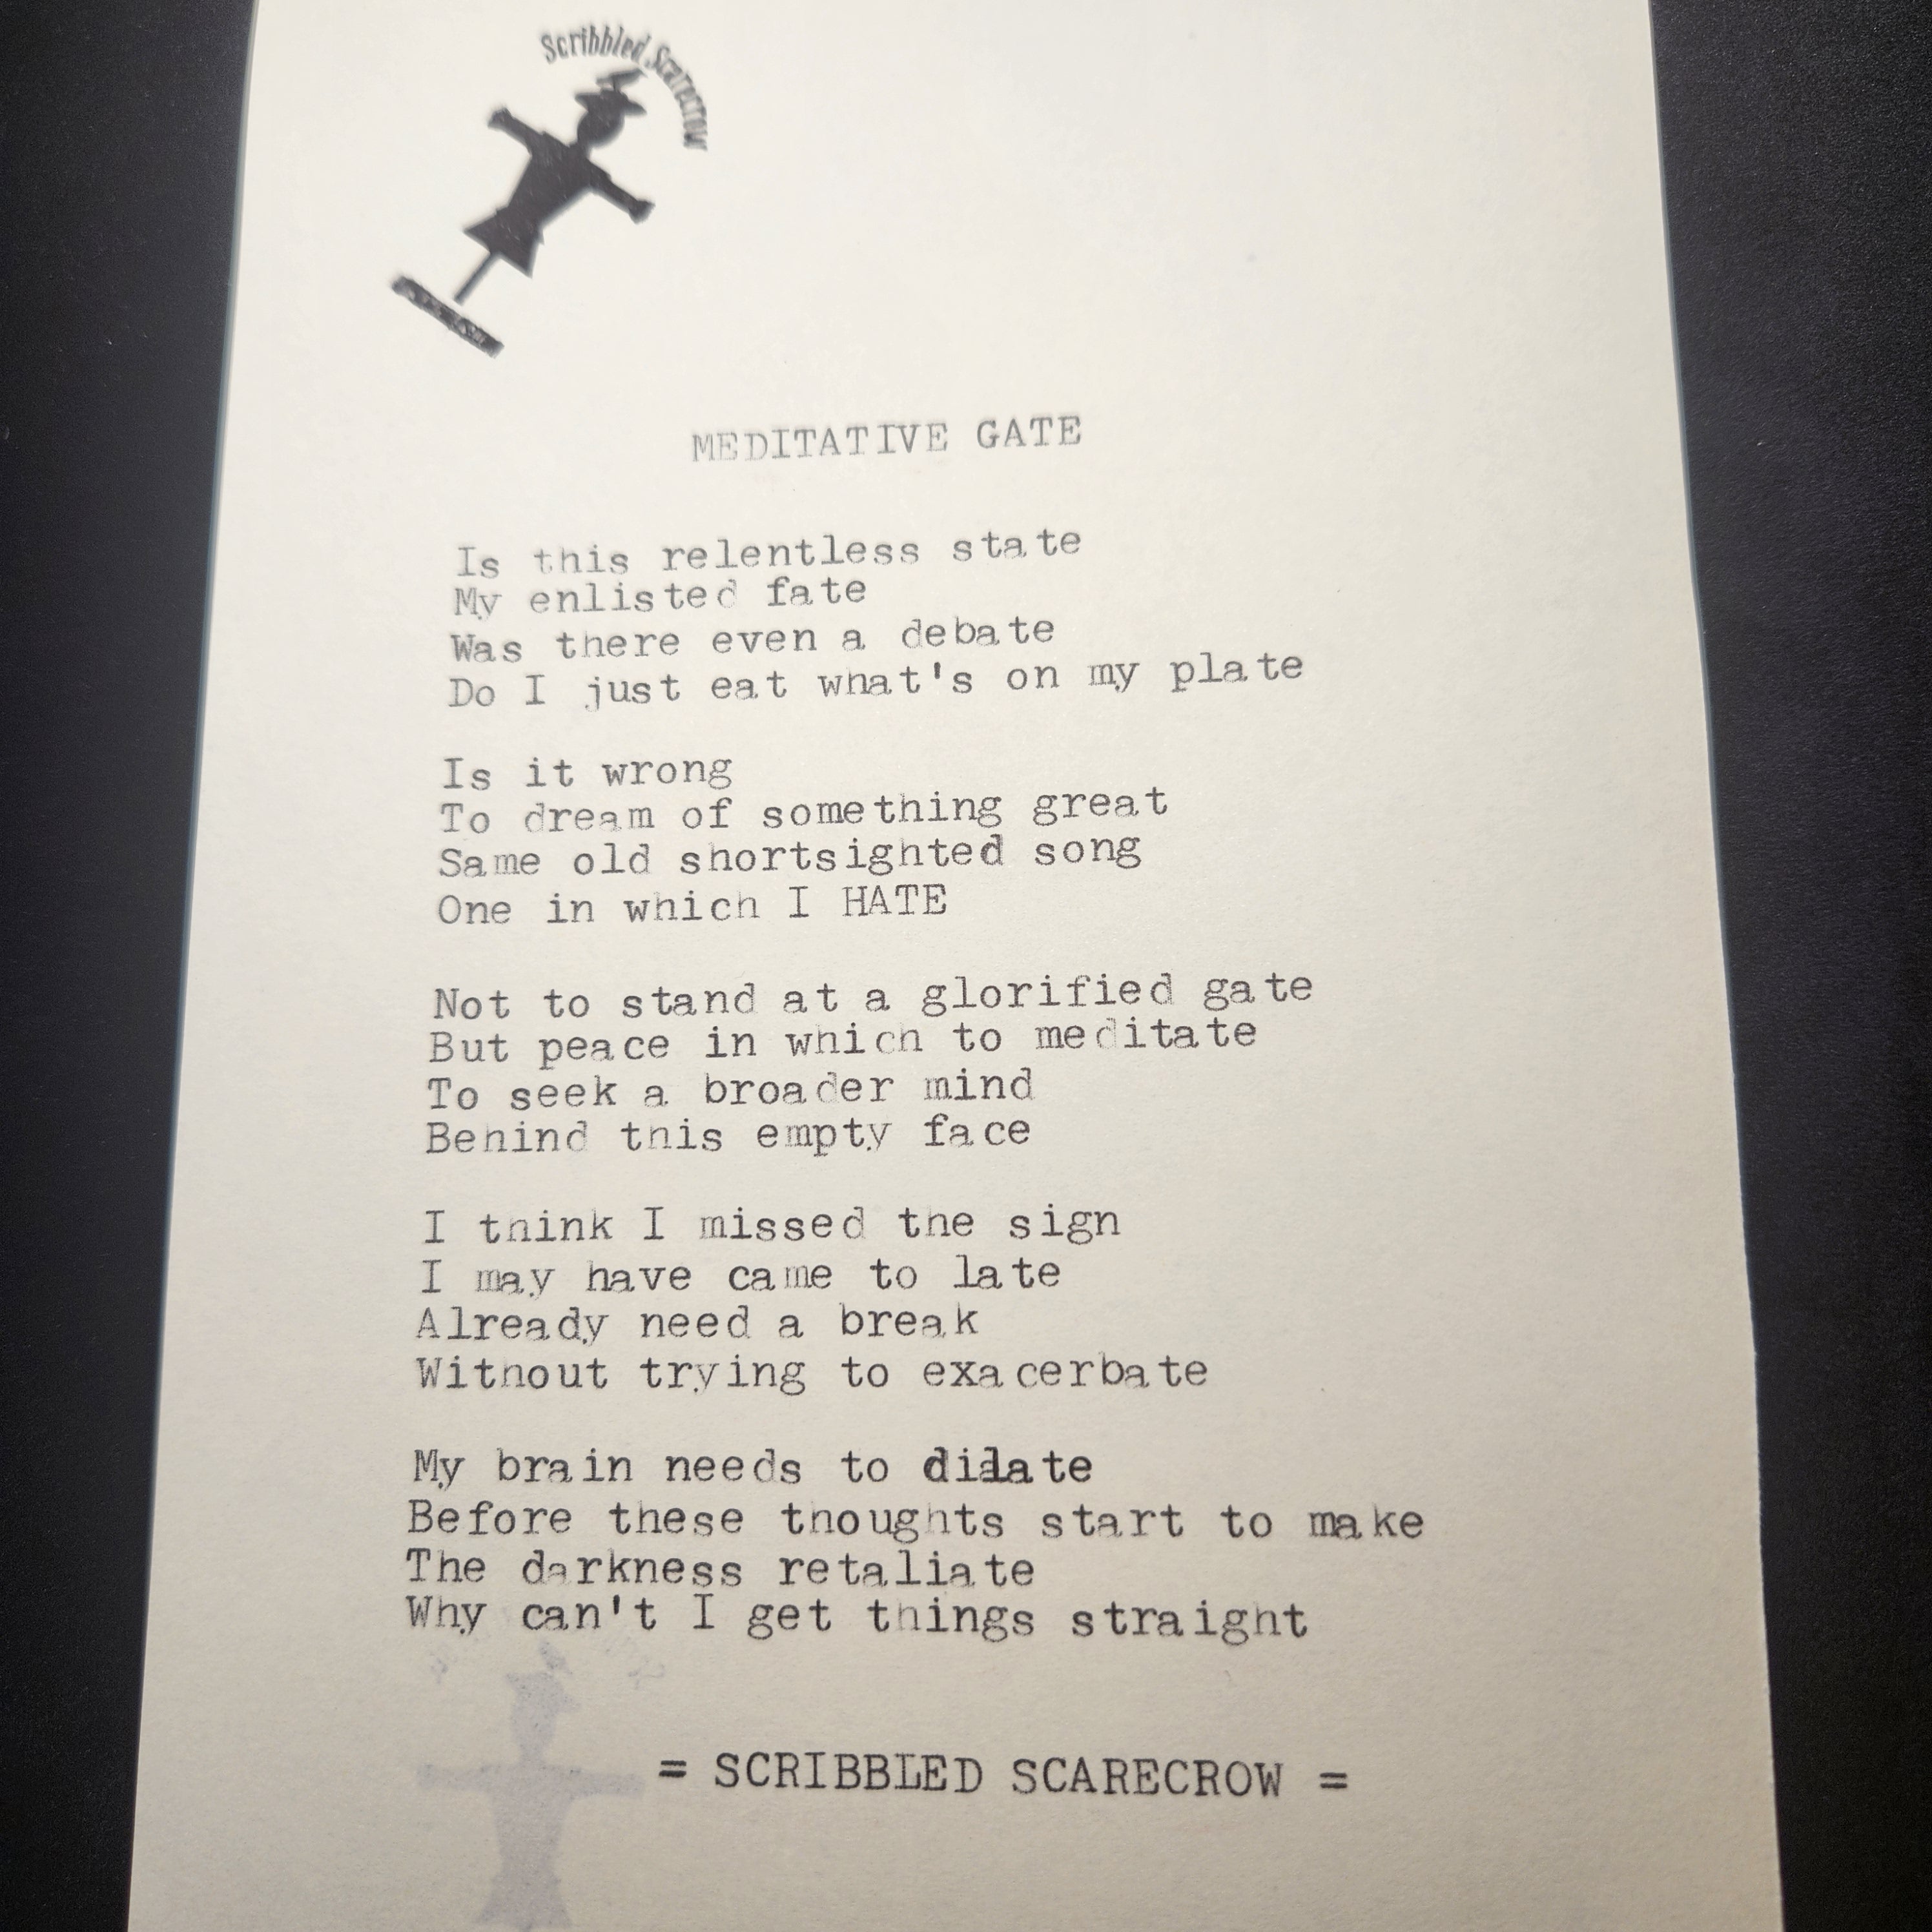 Scribbled Scarecrow
MEDITATIVE GATE
Is this relentless state
My enlisted fate
Was there even a debate
Do I just eat what's on my plate
Is it wrong
To dream of something great
Same old shortsighted song
One in which I HATE
Not to stand at a glorified gate
But peace in which to meditate
To seek a broader mind
Behind this empty face
I think I missed the sign
I may have came to late
Already need a break
Without trying to exacerbate
My brain needs to dilate
Before these thoughts start to make
The darkness retaliate
Why can't I get things straight
= SCRIBBLED SCARECROW =